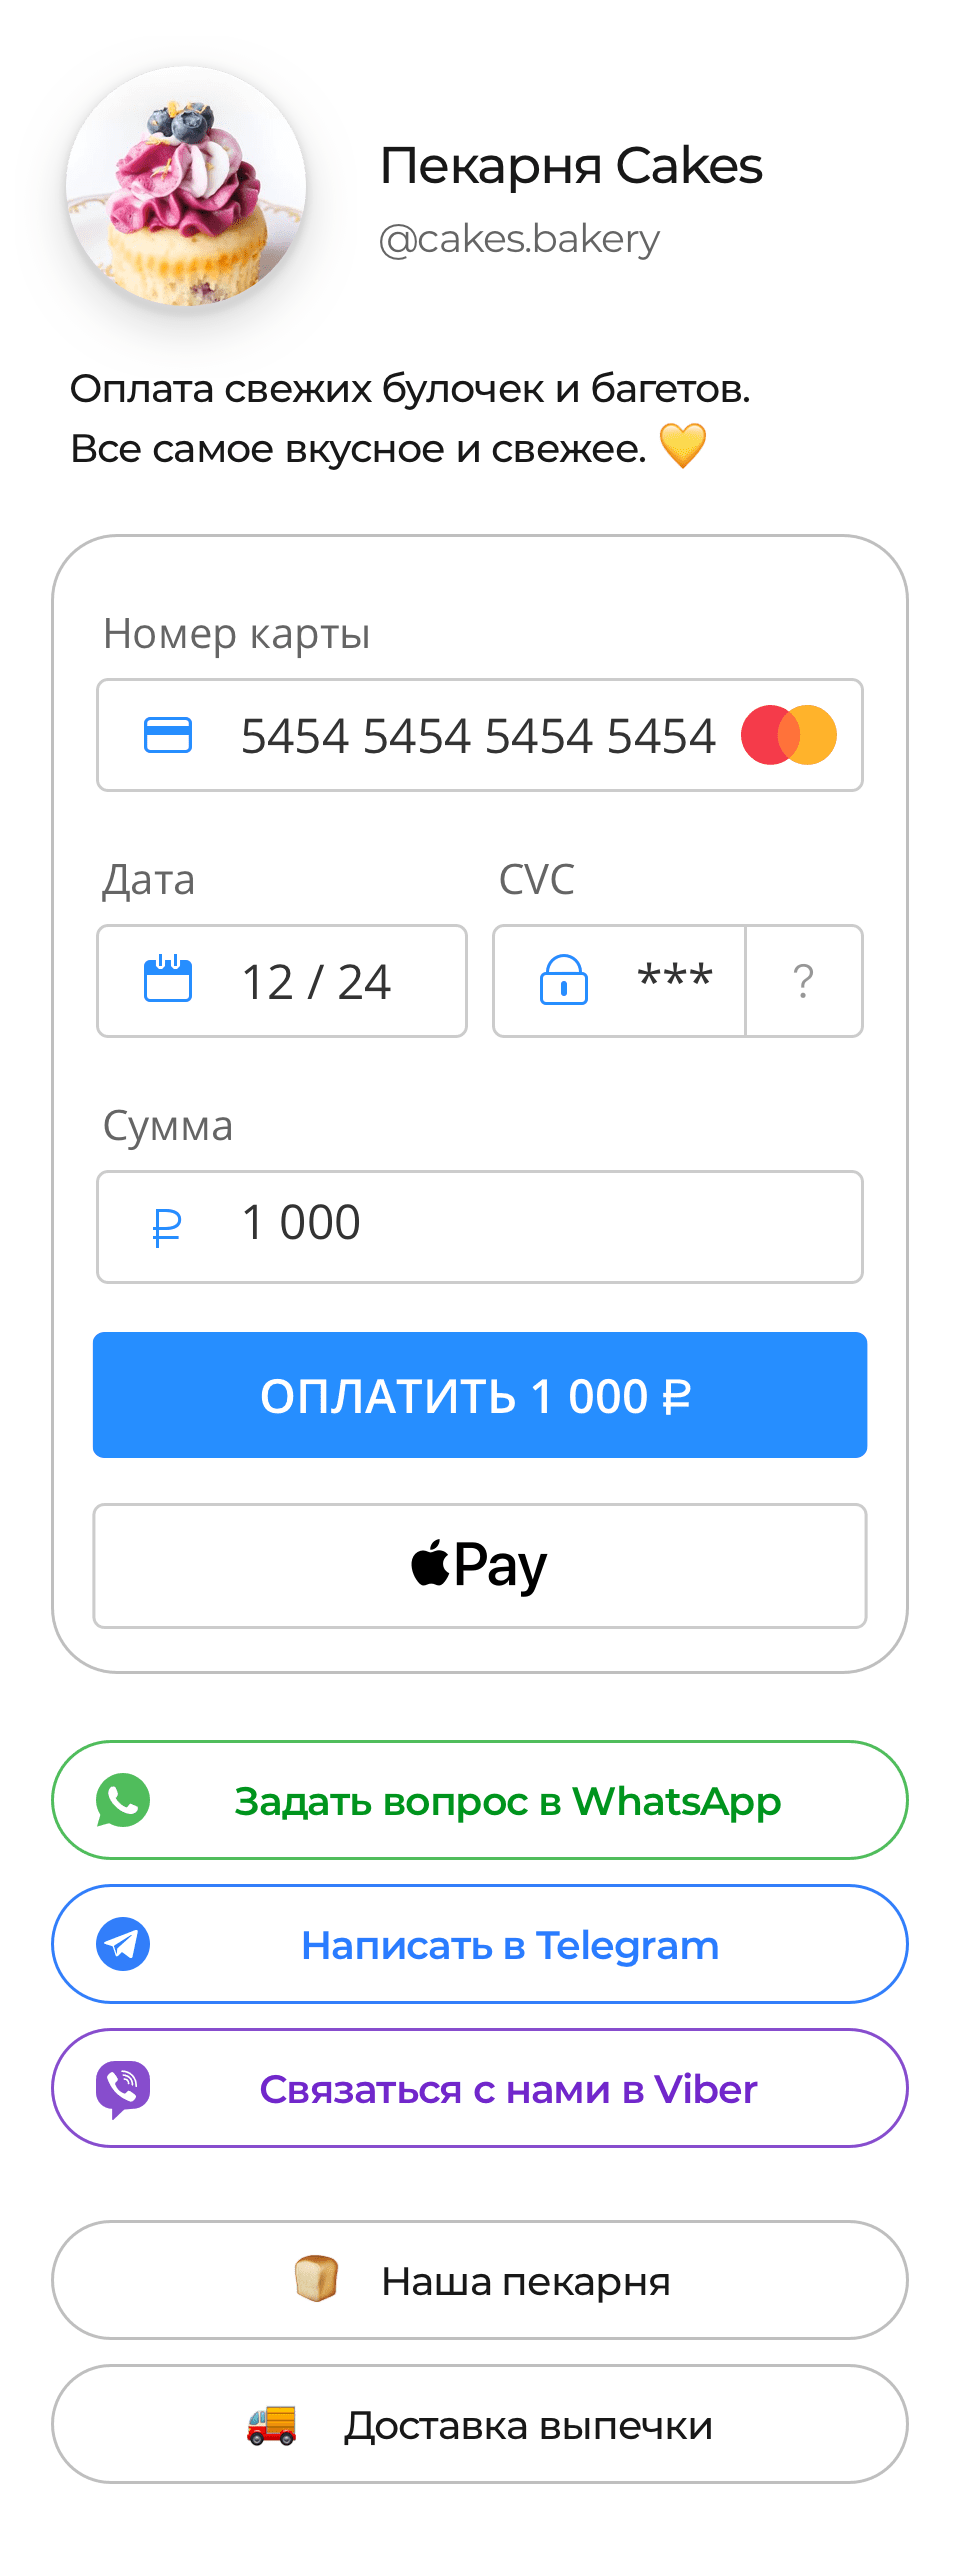 Пекарня Cakes
@cakes.bakery
Оплата свежих булочек и багетов.
Все самое вкусное и свежее. 💛
Номер карты
5454 5454 5454 5454
Дата
CVC
12 / 24
***
?
Сумма
₽ 1 000
ОПЛАТИТЬ 1 000 ₽
Pay
Задать вопрос в WhatsApp
Написать в Telegram
Связаться с нами в Viber
Наша пекарня
Доставка выпечки